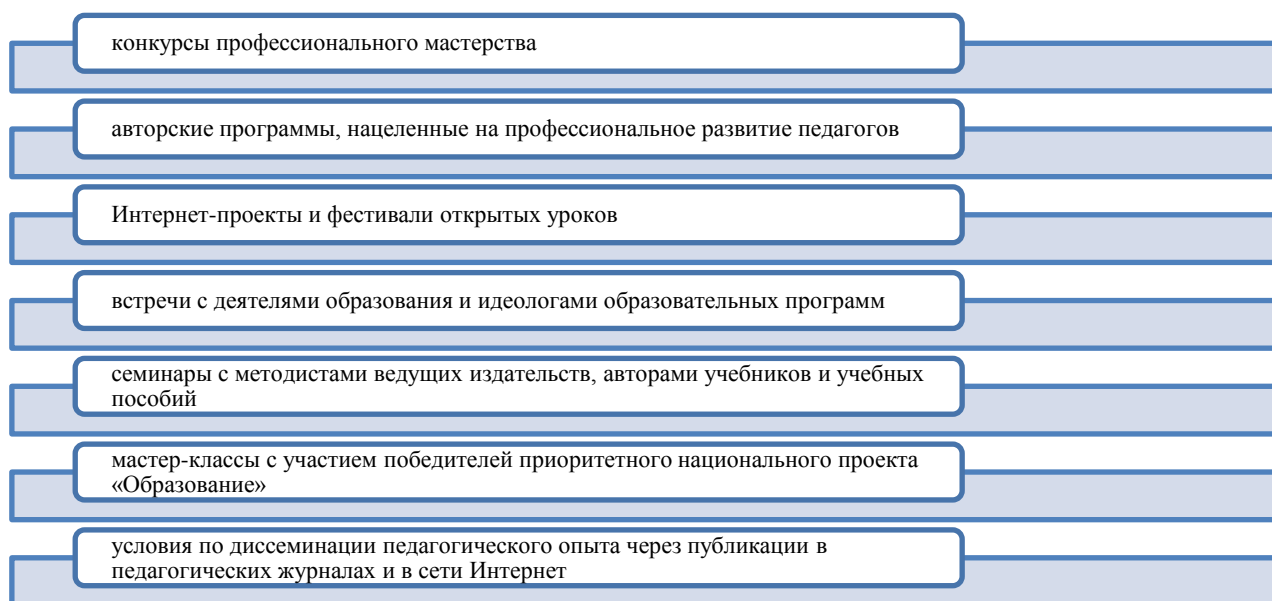 конкурсы профессионального мастерства
авторские программы, нацеленные на профессиональное развитие педагогов
Интернет-проекты и фестивали открытых уроков
встречи с деятелями образования и идеологами образовательных программ
семинары с методистами ведущих издательств, авторами учебников и учебных
пособий
мастер-классы с участием победителей приоритетного национального проекта
«Образование»
условия по диссеминации педагогического опыта через публикации в
педагогических журналах и в сети Интернет